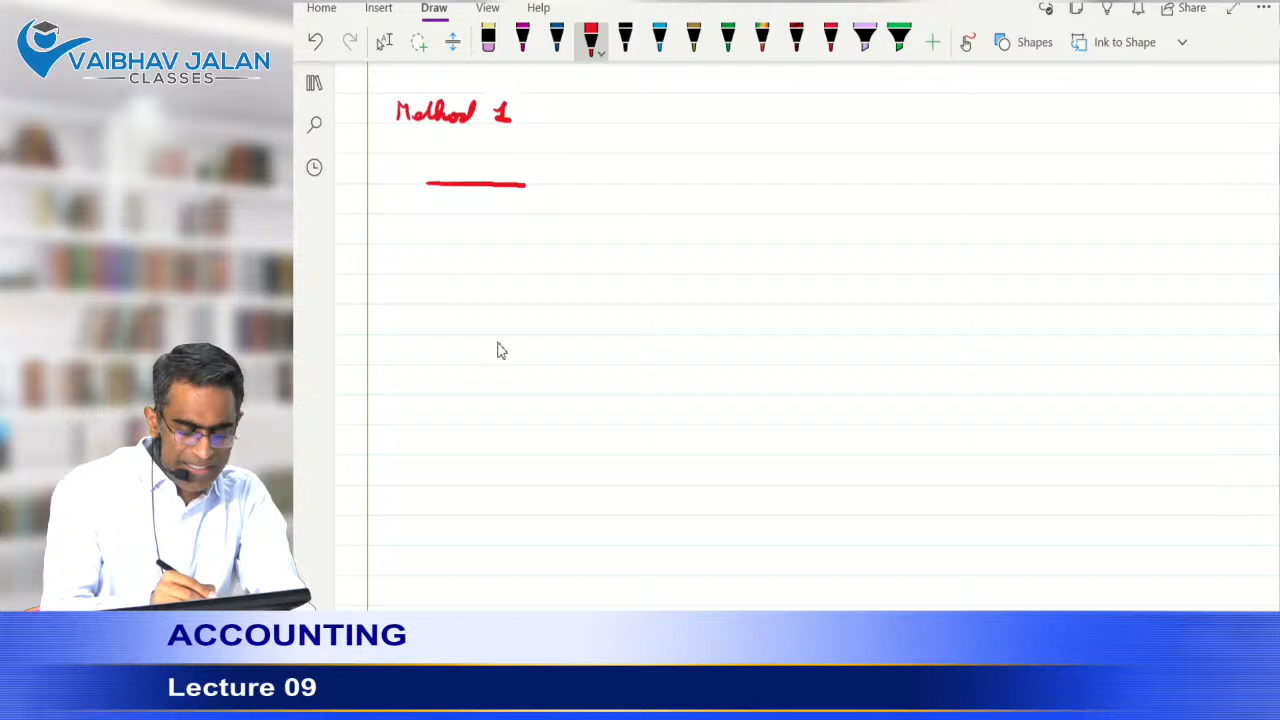 Home Insert Draw View Help Share
VAIBHAV JALAN
CLASSES
Shapes Ink to Shape
Method 1
ACCOUNTING
Lecture 09